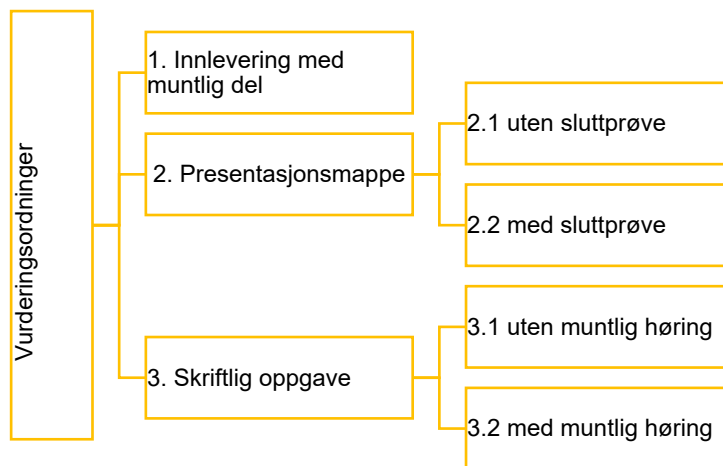 Vurderingsordninger
1. Innlevering med
muntlig del
2. Presentasjonsmappe
2.1 uten sluttprøve
2.2 med sluttprøve
3. Skriftlig oppgave
3.1 uten muntlig høring
3.2 med muntlig høring